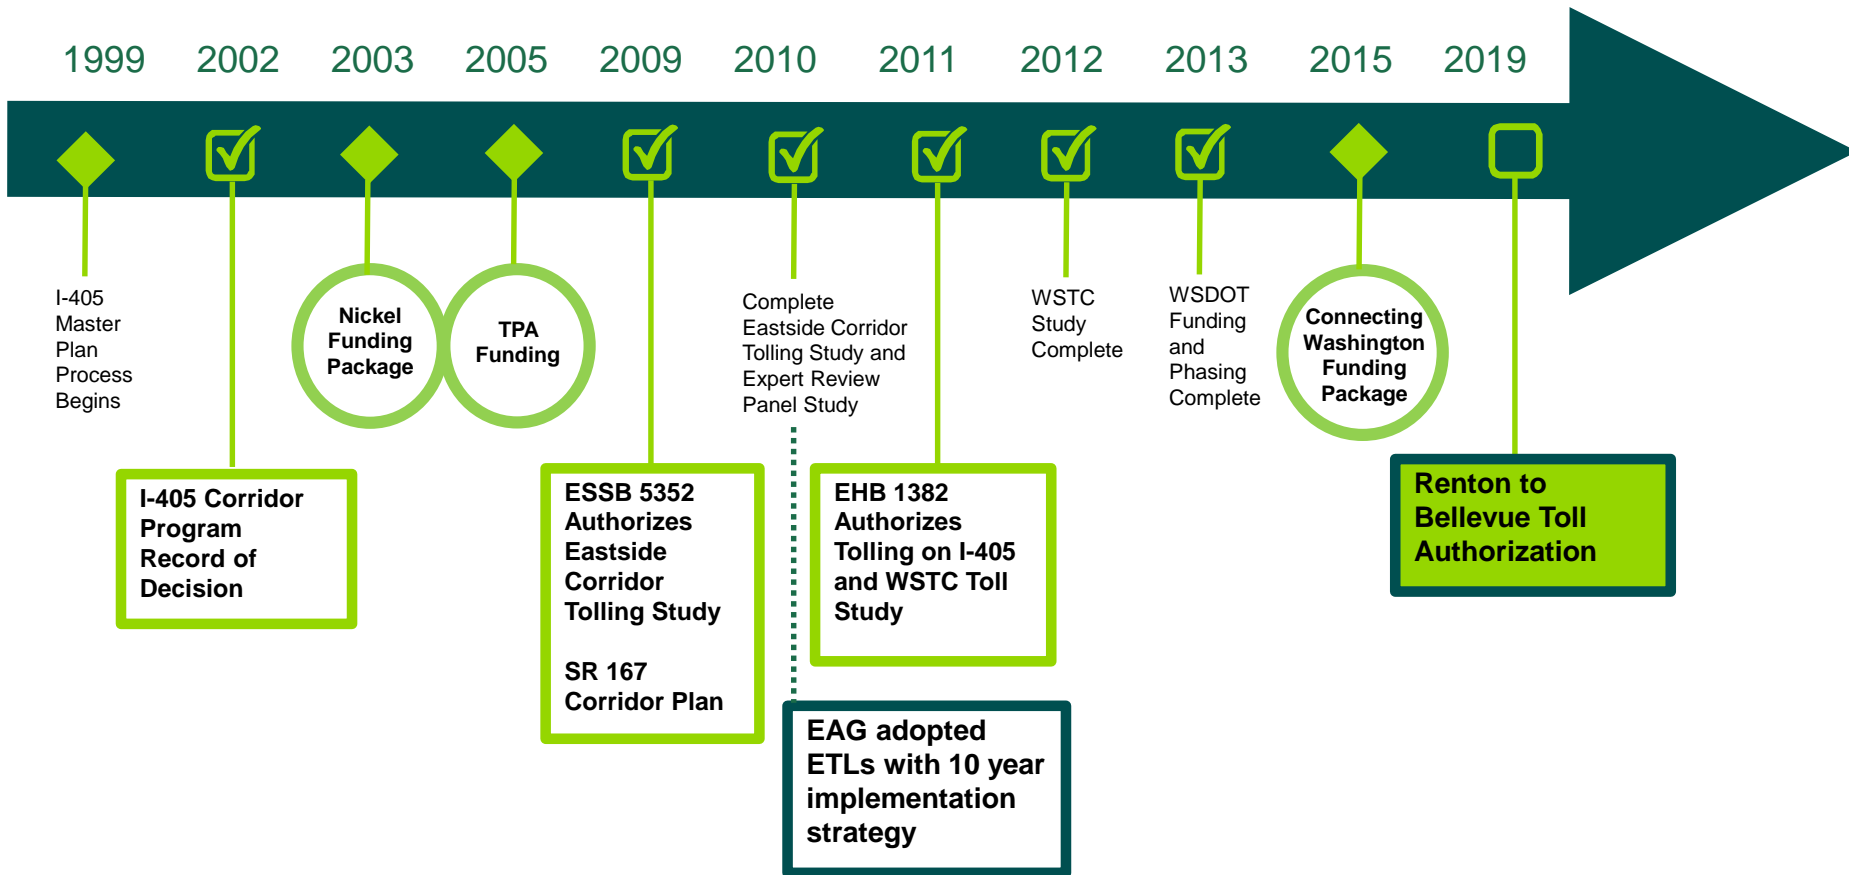 1999 2002 2003 2005 2009 2010 2011 2012 2013 2015 2019
I-405
Master
Plan
Process
Begins
I-405 Corridor
Program
Record of
Decision
Nickel
Funding
Package
TPA
Funding
ESSB 5352
Authorizes
Eastside
Corridor
Tolling Study
SR 167
Corridor Plan
Complete
Eastside Corridor
Tolling Study and
Expert Review
Panel Study
EAG adopted
ETLs with 10 year
implementation
strategy
EHB 1382
Authorizes
Tolling on I-405
and WSTC Toll
Study
WSTC
Study
Complete
WSDOT
Funding
and
Phasing
Complete
Connecting
Washington
Funding
Package
Renton to
Bellevue Toll
Authorization